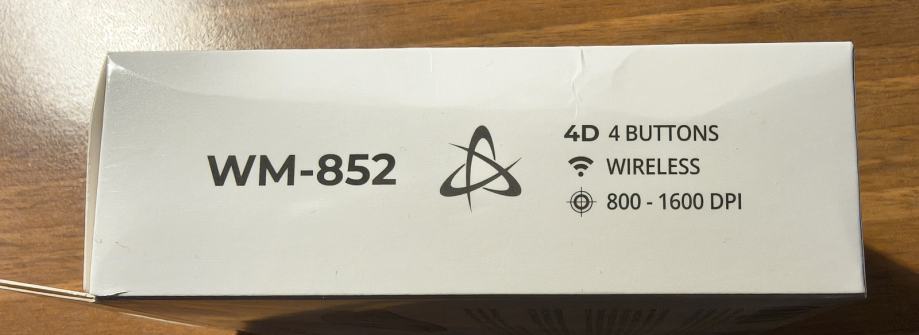 WM-852
4D 4 BUTTONS
WIRELESS
800 - 1600 DPI